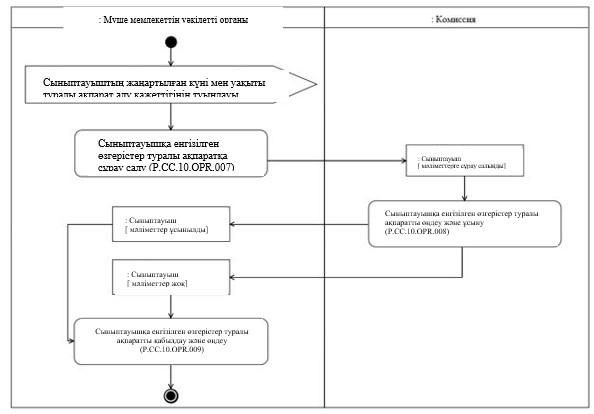 : Мүше мемлекеттің уәкілетті органы
: Комиссия
Сыныптауыштың жаңартылған күні мен уақыты
туралы ақпарат алу қажеттігінің туындауы
Сыныптауышқа енгізілген
өзгерістер туралы ақпаратқа
сұрау салу (P.CC.10.OPR.007)
: Сыныптауыш
[ мәліметтерге сұрау салынды]
: Сыныптауыш
[ мәліметтер ұсынылды]
Сыныптауышқа енгізілген өзгерістер туралы
ақпаратты өңдеу және ұсыну
(P.CC.10.OPR.008)
: Сыныптауыш
[ мәліметтер жоқ]
Сыныптауышқа енгізілген өзгерістер туралы
ақпаратты қабылдау және өңдеу
(P.CC.10.OPR.009)